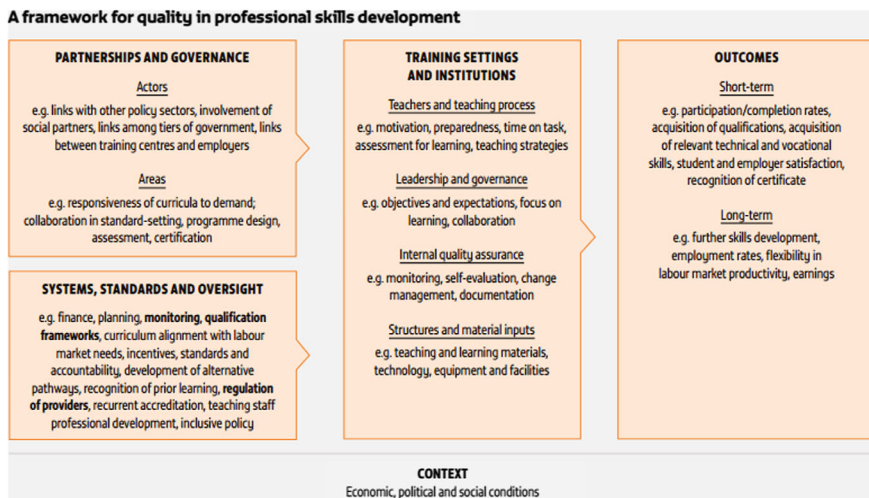 A framework for quality in professional skills development
PARTNERSHIPS AND GOVERNANCE
Actors
e.g. links with other policy sectors, involvement of
social partners, links among tiers of government, links
between training centres and employers
Areas
e.g. responsiveness of curricula to demand;
collaboration in standard-setting, programme design,
assessment, certification
SYSTEMS, STANDARDS AND OVERSIGHT
e.g. finance, planning, monitoring, qualification
frameworks, curriculum alignment with labour
market needs, incentives, standards and
accountability, development of alternative
pathways, recognition of prior learning, regulation
of providers, recurrent accreditation, teaching staff
professional development, inclusive policy
TRAINING SETTINGS
AND INSTITUTIONS
Teachers and teaching process
e.g. motivation, preparedness, time on task,
assessment for learning, teaching strategies
Leadership and governance
e.g. objectives and expectations, focus on
learning, collaboration
Internal quality assurance
e.g. monitoring, self-evaluation, change
management, documentation
Structures and material inputs
e.g. teaching and learning materials,
technology, equipment and facilities
OUTCOMES
Short-term
e.g. participation/completion rates,
acquisition of qualifications, acquisition
of relevant technical and vocational
skills, student and employer satisfaction,
recognition of certificate
Long-term
e.g. further skills development,
employment rates, flexibility in
labour market productivity, earnings
CONTEXT
Economic, political and social conditions